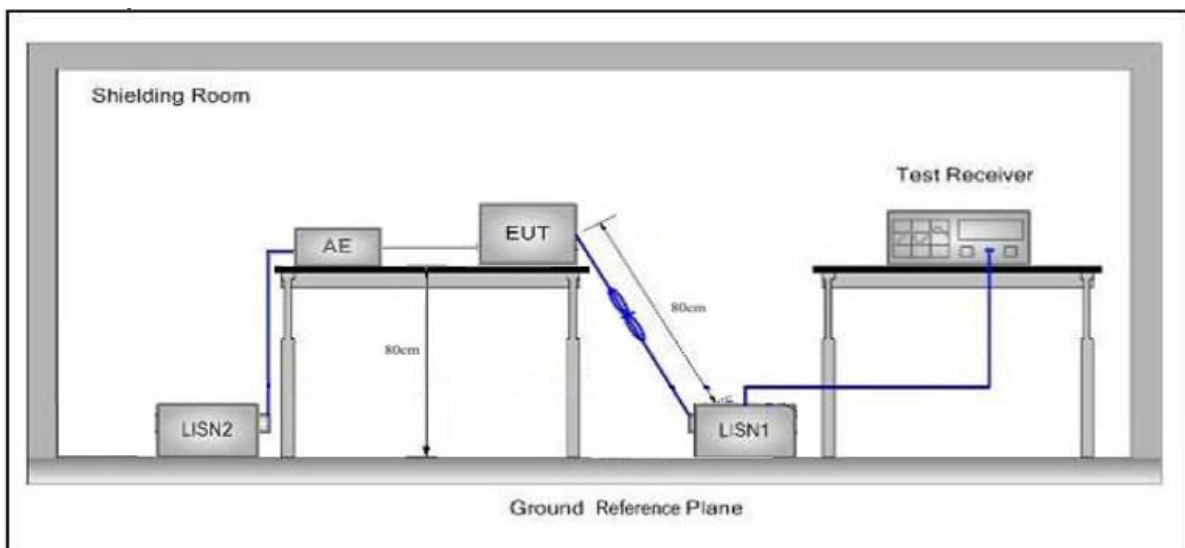 Shielding Room
Test Receiver
AE
EUT
80cm
80cm
LISN2
LISN1
Ground Reference Plane